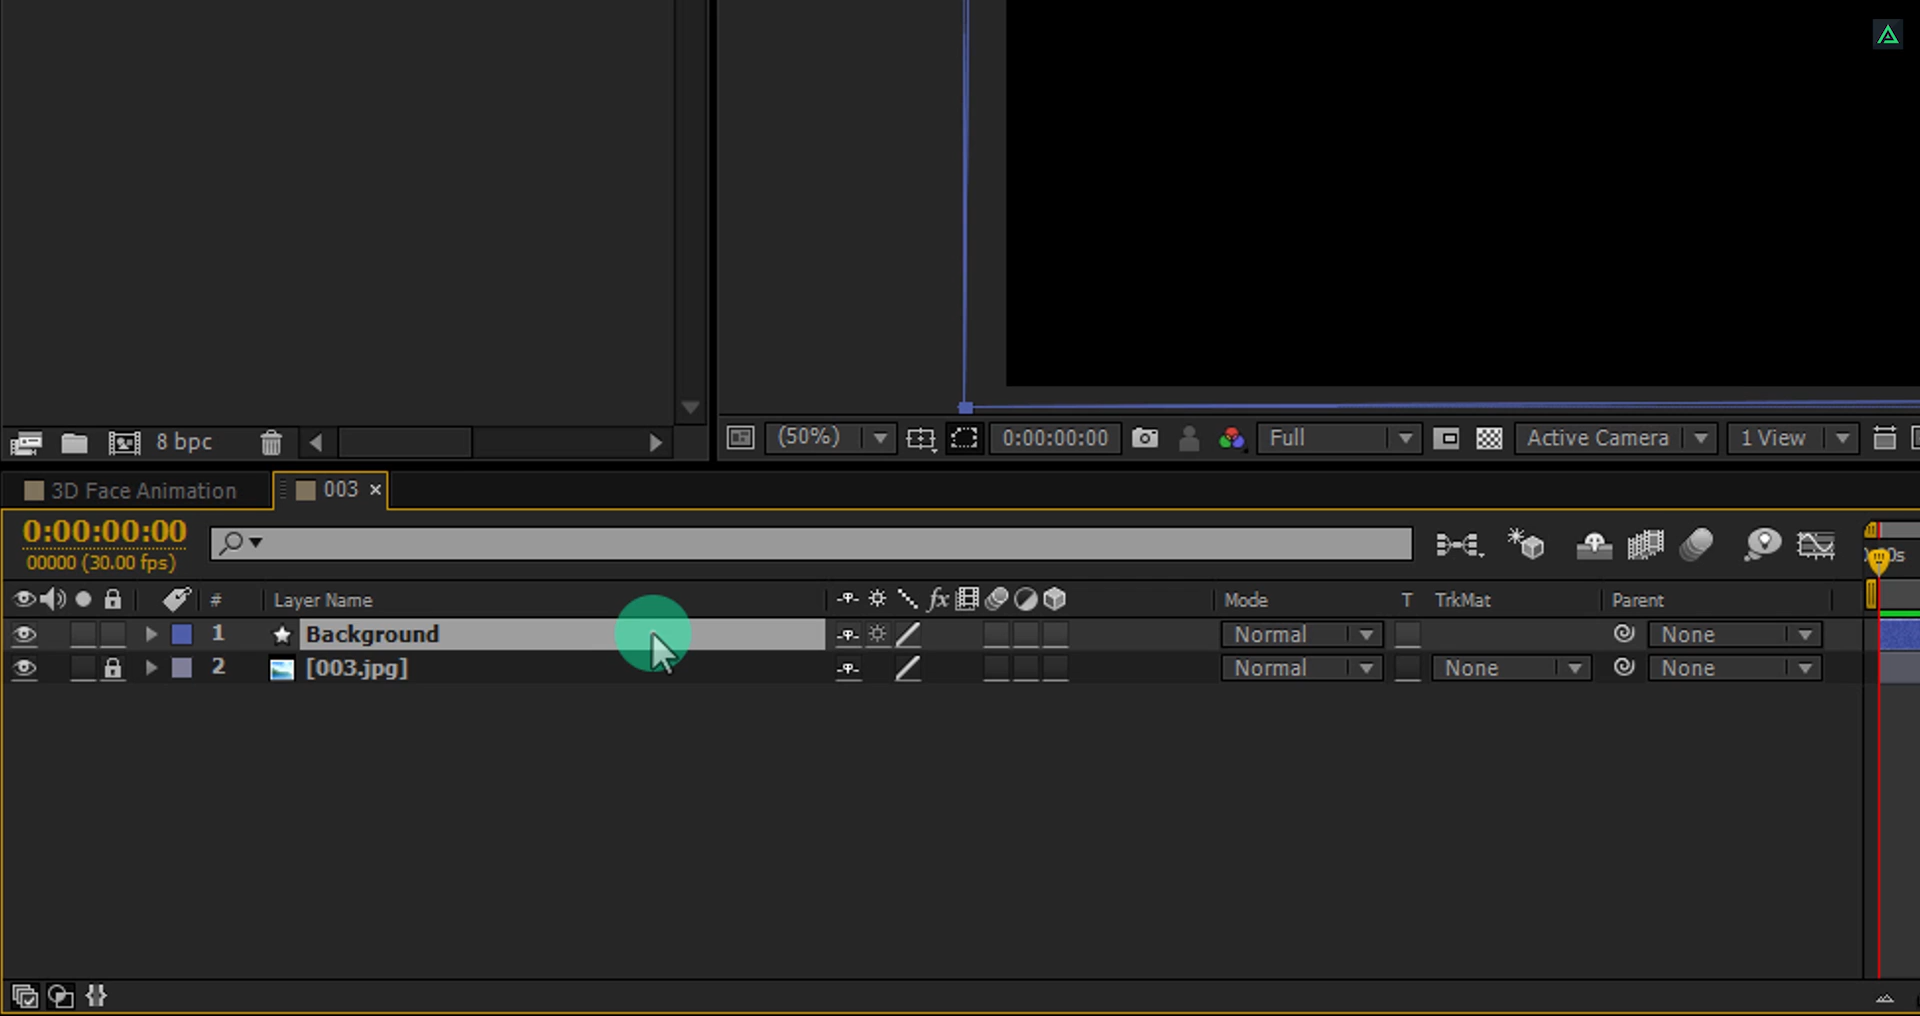 8 bpc
(50%)
0:00:00:00
Full
Active Camera
1 View
3D Face Animation
003
0:00:00:00
00000 (30.00 fps)
# Layer Name fx Mode T TrkMat Parent
1 Background Normal None
2 [003.jpg] Normal None None